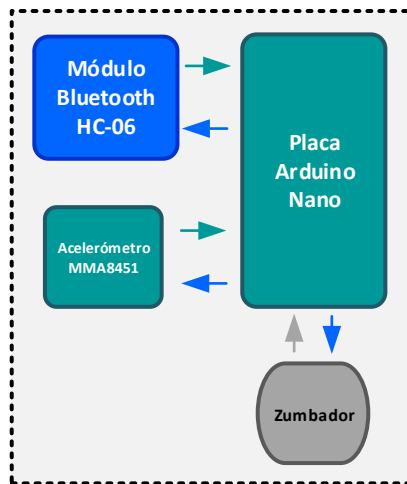 Módulo
Bluetooth
HC-06
Placa
Arduino
Nano
Acelerómetro
MMA8451
Zumbador